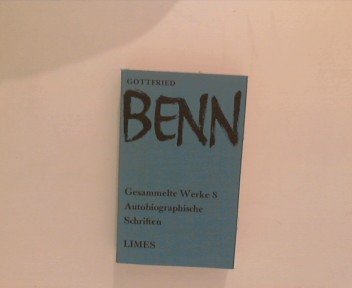 GOTTFRIED
BENN
Gesammelte Werke 8
Autobiographische
Schriften
LIMES